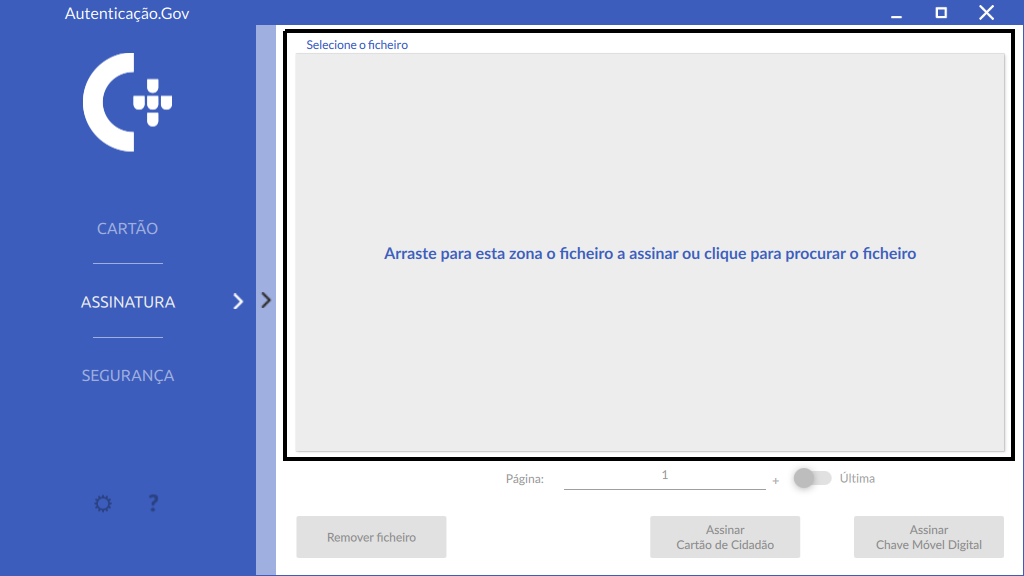 Autenticação.Gov
Selecione o ficheiro
CARTÃO
Arraste para esta zona o ficheiro a assinar ou clique para procurar o ficheiro
ASSINATURA
SEGURANÇA
Página:
1
+
Última
?
Remover ficheiro
Assinar
Cartão de Cidadão
Assinar
Chave Móvel Digital